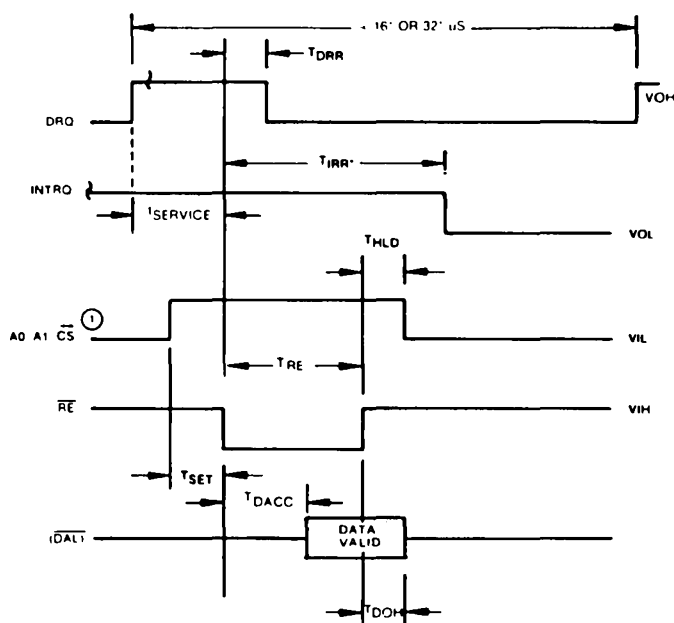 16* OR 32* uS
TDRR
DRQ
VOH
TIRR*
INTRQ
tSERVICE
VOL
THLD
1
A0 A1 CS
VIL
TRE
RE
VIH
TSET
TDACC
(DAL)
DATA
VALID
TDOH